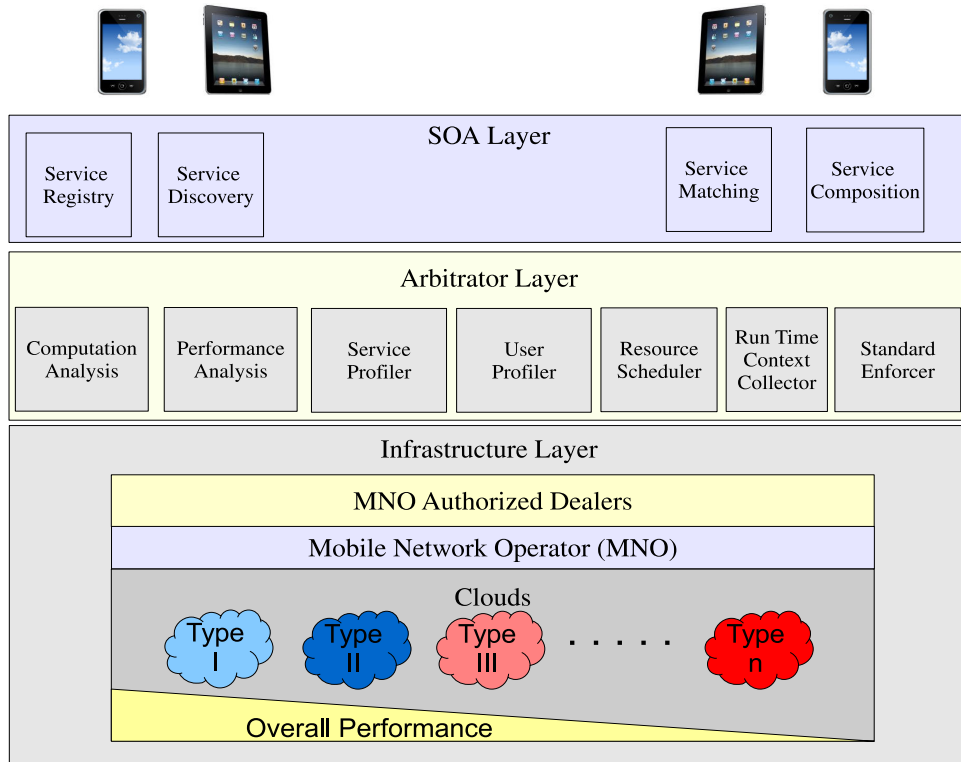 SOA Layer
Service
Registry
Service
Discovery
Service
Matching
Service
Composition
Arbitrator Layer
Computation
Analysis
Performance
Analysis
Service
Profiler
User
Profiler
Resource
Scheduler
Run Time
Context
Collector
Standard
Enforcer
Infrastructure Layer
MNO Authorized Dealers
Mobile Network Operator (MNO)
Clouds
Type
I
Type
II
Type
III
. . . . .
Type
n
Overall Performance